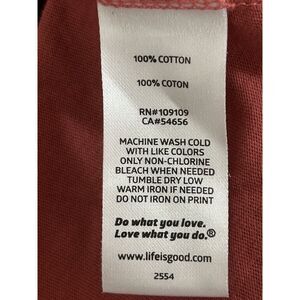 100% COTTON
100% COTON
RN#109109
CA#54656
MACHINE WASH COLD
WITH LIKE COLORS
ONLY NON-CHLORINE
BLEACH WHEN NEEDED
TUMBLE DRY LOW
WARM IRON IF NEEDED
DO NOT IRON ON PRINT
Do what you love.
Love what you do.®
www.lifeisgood.com
2554